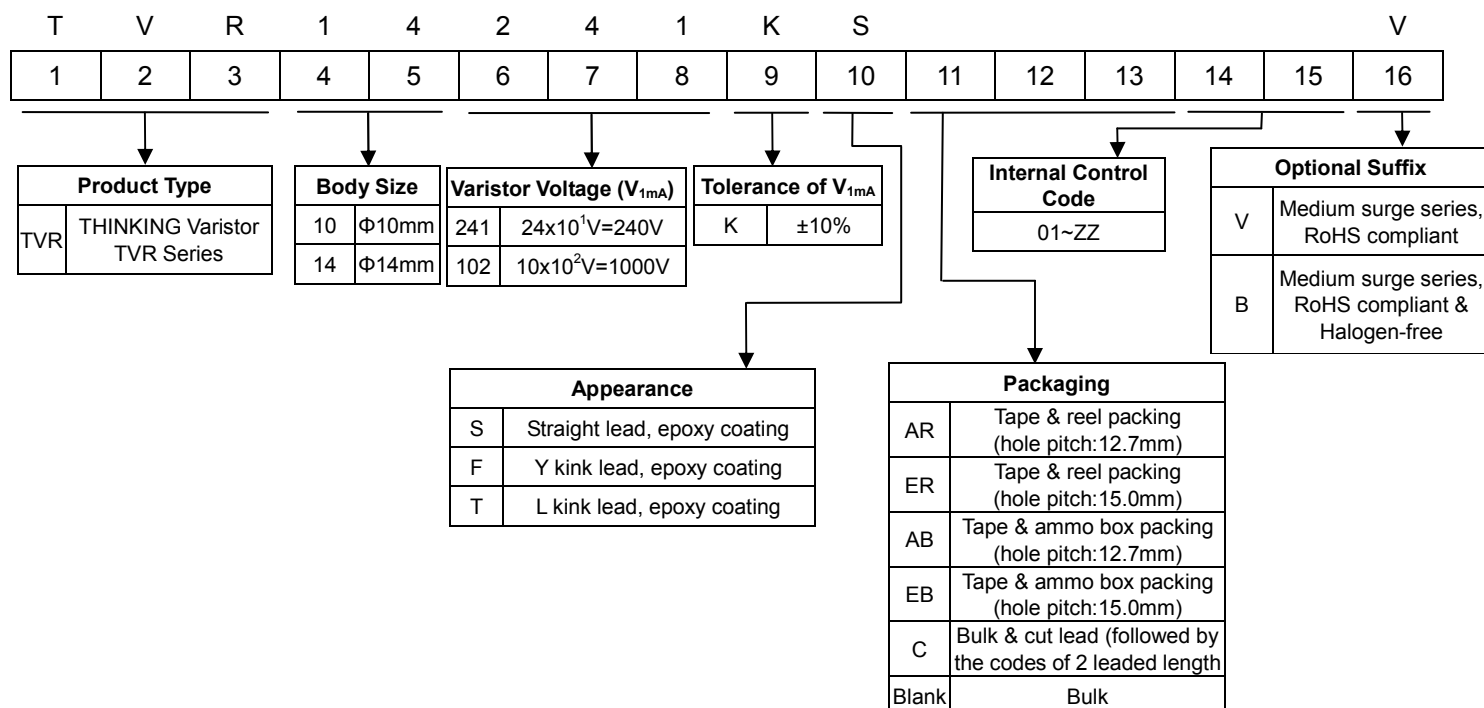 T V R 1 4 2 4 1 K S V
1 2 3 4 5 6 7 8 9 10 11 12 13 14 15 16
Product Type
TVR THINKING Varistor
TVR Series
Body Size
10 Φ10mm
14 Φ14mm
Varistor Voltage (V1mA)
241 24x10¹V=240V
102 10x10²V=1000V
Tolerance of V1mA
K ±10%
Internal Control
Code
01~ZZ
Optional Suffix
V Medium surge series,
RoHS compliant
B Medium surge series,
RoHS compliant &
Halogen-free
Appearance
S Straight lead, epoxy coating
F Y kink lead, epoxy coating
T L kink lead, epoxy coating
Packaging
AR Tape & reel packing
(hole pitch:12.7mm)
ER Tape & reel packing
(hole pitch:15.0mm)
AB Tape & ammo box packing
(hole pitch:12.7mm)
EB Tape & ammo box packing
(hole pitch:15.0mm)
C Bulk & cut lead (followed by
the codes of 2 leaded length
Blank Bulk